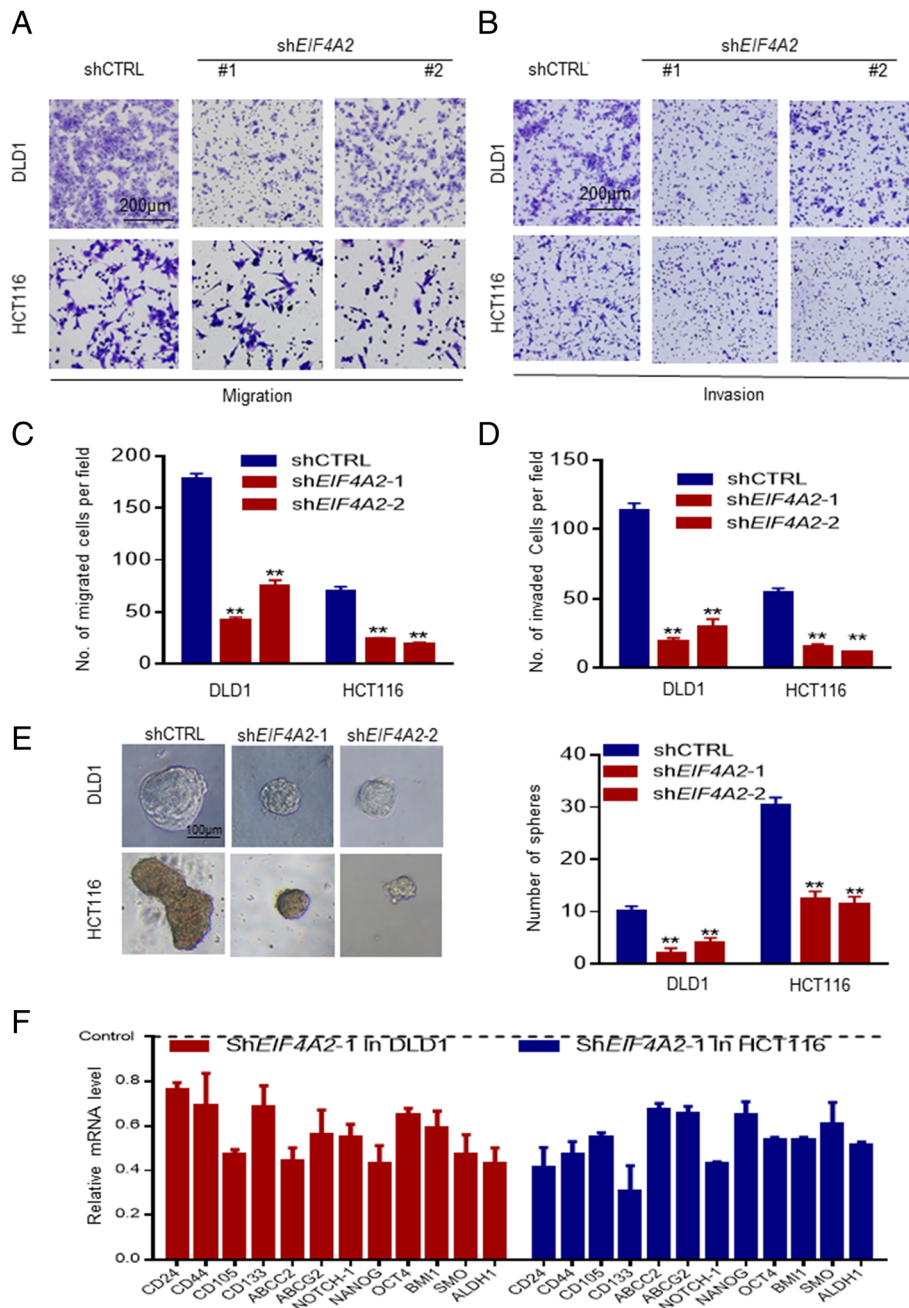 A
shEIF4A2
shCTRL
#1
#2
DLD1
200μm
HCT116
Migration
B
shEIF4A2
shCTRL
#1
#2
DLD1
200μm
HCT116
Invasion
C
No. of migrated cells per field
200
150
100
50
0
shCTRL
shEIF4A2-1
shEIF4A2-2
**
**
**
**
DLD1
HCT116
D
No. of invaded Cells per field
150
100
50
0
shCTRL
shEIF4A2-1
shEIF4A2-2
**
**
**
**
DLD1
HCT116
E
shCTRL
shEIF4A2-1
shEIF4A2-2
DLD1
100μm
HCT116
Number of spheres
40
30
20
10
0
shCTRL
shEIF4A2-1
shEIF4A2-2
**
**
**
**
DLD1
HCT116
F
Relative mRNA level
Control
0.8
0.6
0.4
0.2
0.0
ShEIF4A2-1 in DLD1
ShEIF4A2-1 in HCT116
CD24
CD44
CD105
CD133
ABCC2
ABCG2
NOTCH-1
NANOG
OCT4
BMI1
SMO
ALDH1
CD24
CD44
CD105
CD133
ABCC2
ABCG2
NOTCH-1
NANOG
OCT4
BMI1
SMO
ALDH1